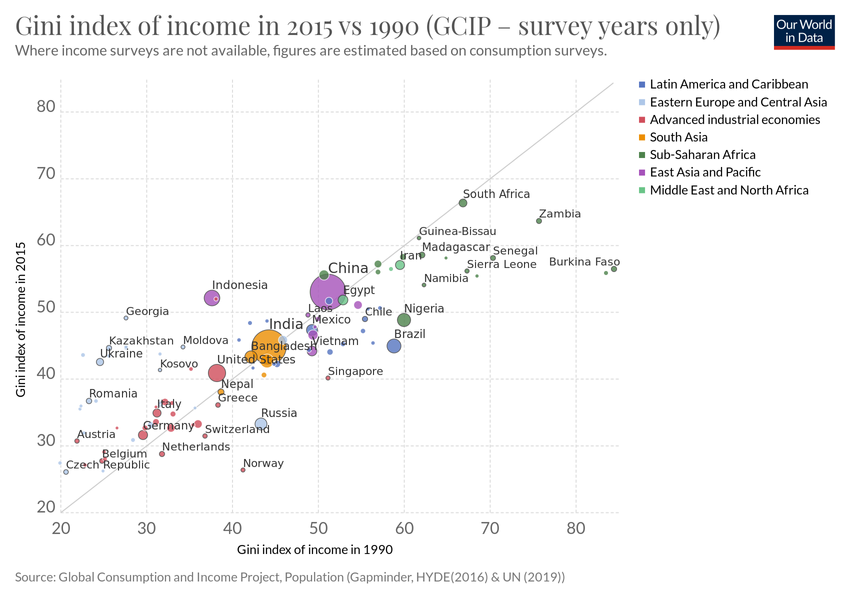 Gini index of income in 2015 vs 1990 (GCIP – survey years only)
Where income surveys are not available, figures are estimated based on consumption surveys.
Our World
in Data
Latin America and Caribbean
Eastern Europe and Central Asia
Advanced industrial economies
South Asia
Sub-Saharan Africa
East Asia and Pacific
Middle East and North Africa
Gini index of income in 2015
80
70
60
50
40
30
20
South Africa
Zambia
Guinea-Bissau
Madagascar
Iran
Senegal
Burkina Faso
Sierra Leone
China
Namibia
Indonesia
Egypt
Georgia
Laos
Chile
Nigeria
Mexico
India
Brazil
Kazakhstan
Moldova
Vietnam
Bangladesh
Ukraine
Kosovo
United States
Singapore
Nepal
Romania
Greece
Italy
Russia
Germany
Switzerland
Austria
Netherlands
Belgium
Czech Republic
Norway
20
30
40
50
60
70
80
Gini index of income in 1990
Source: Global Consumption and Income Project, Population (Gapminder, HYDE(2016) & UN (2019))